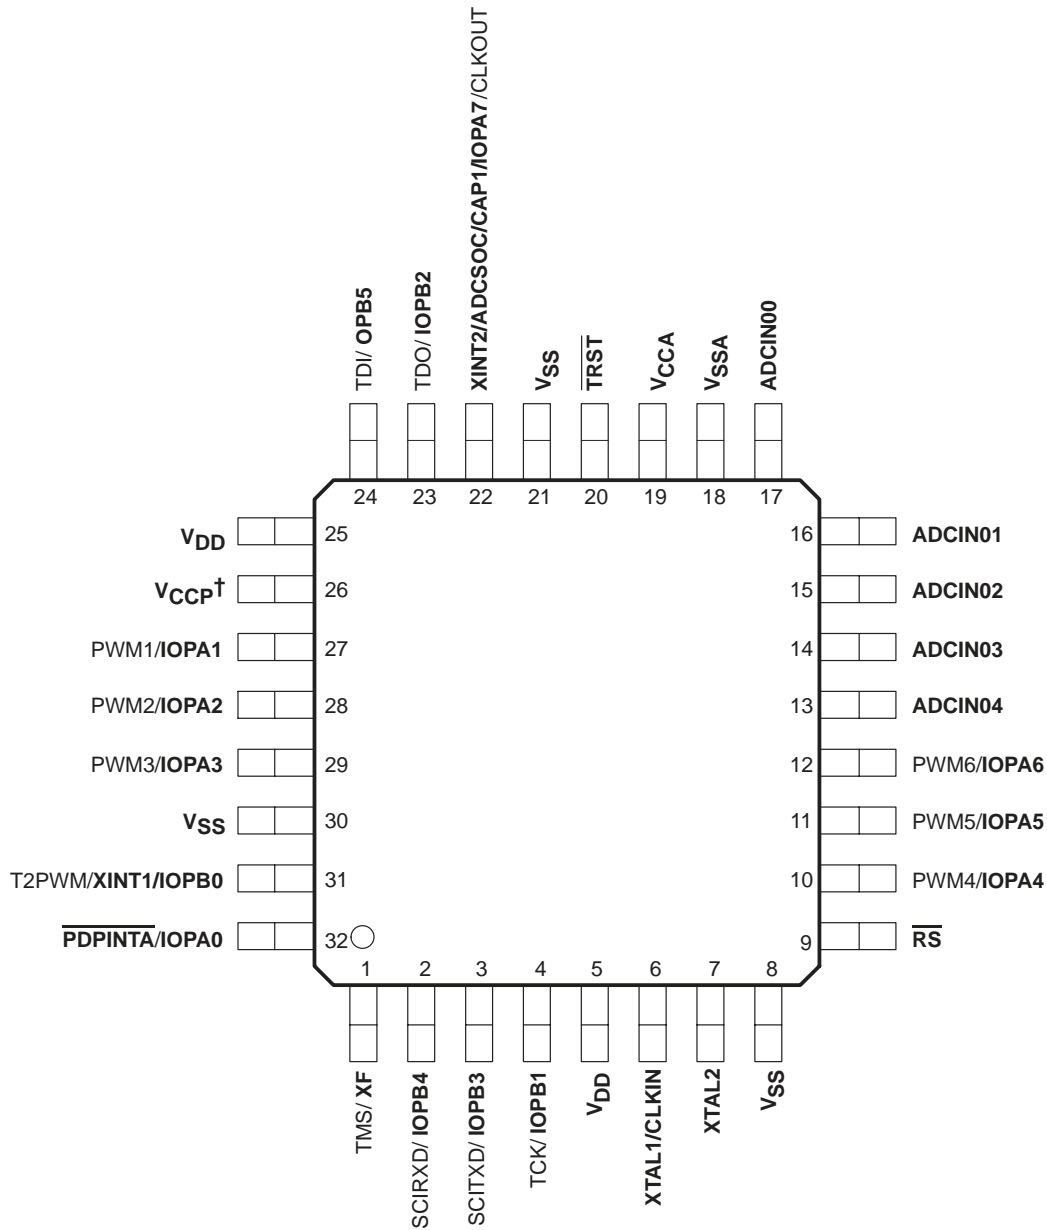 TDI/ OPB5
TDO/ IOPB2
XINT2/ADCSOC/CAP1/IOPA7/CLKOUT
VSS
TRST
VCCA
VSSA
ADCIN00
24
23
22
21
20
19
18
17
VDD
25
VCCP†
26
PWM1/IOPA1
27
PWM2/IOPA2
28
PWM3/IOPA3
29
VSS
30
T2PWM/XINT1/IOPB0
31
PDPINTA/IOPA0
32
16
ADCIN01
15
ADCIN02
14
ADCIN03
13
ADCIN04
12
PWM6/IOPA6
11
PWM5/IOPA5
10
PWM4/IOPA4
9
RS
1
2
3
4
5
6
7
8
TMS/ XF
SCIRXD/ IOPB4
SCITXD/ IOPB3
TCK/ IOPB1
VDD
XTAL1/CLKIN
XTAL2
VSS